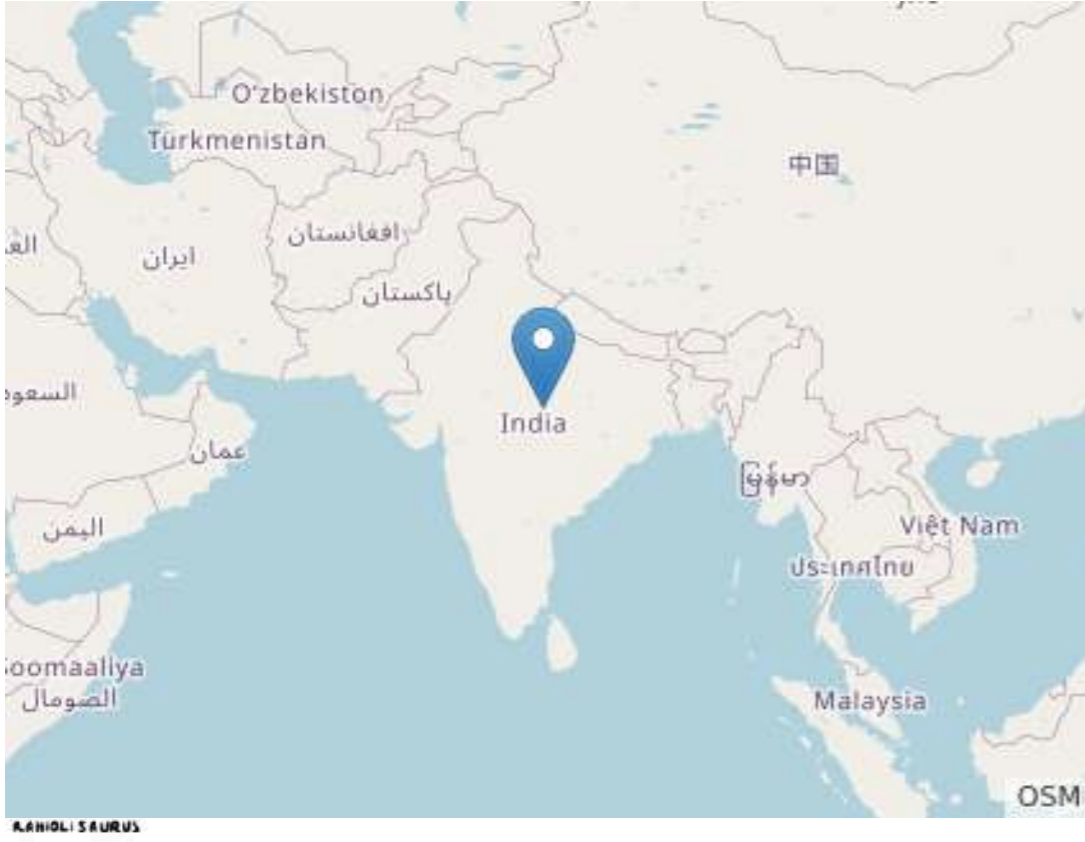 O'zbekiston
Türkmenistan
中国
افغانستان
ایران
پاکستان
السعود
India
عمان
မြန်မာ
اليمن
Việt Nam
ประเทศไทย
Soomaaliya
الصومال
Malaysia
OSM